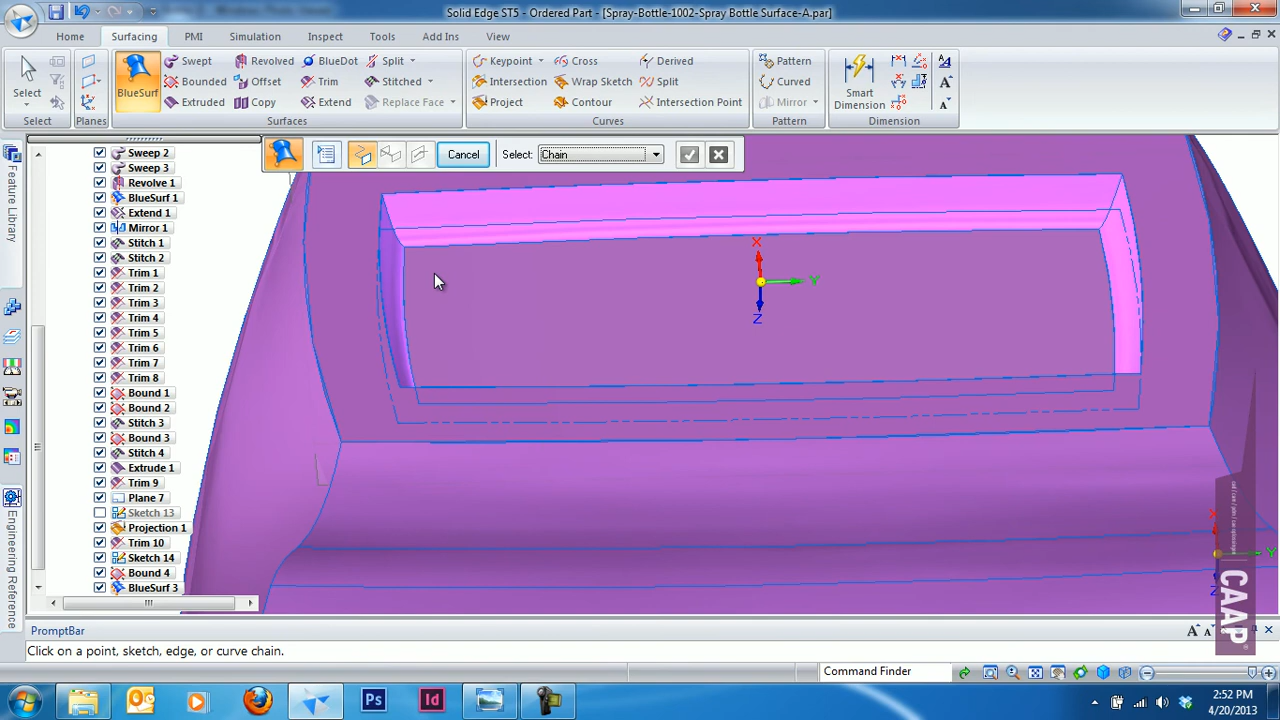 Solid Edge ST5 - Ordered Part - [Spray-Bottle-1002-Spray Bottle Surface-A.par]
Home Surfacing PMI Simulation Inspect Tools Add Ins View
Select
BlueSurf
Swept Revolved BlueDot Split
Bounded Offset Trim Stitched
Extruded Copy Extend Replace Face
Keypoint Cross Derived
Intersection Wrap Sketch Split
Project Contour Intersection Point
Pattern
Curved
Mirror
Smart
Dimension
Select Planes Surfaces Curves Pattern Dimension
Cancel Select: Chain
Feature Library
Engineering Reference
Sweep 2
Sweep 3
Revolve 1
BlueSurf 1
Extend 1
Mirror 1
Stitch 1
Stitch 2
Trim 1
Trim 2
Trim 3
Trim 4
Trim 5
Trim 6
Trim 7
Trim 8
Bound 1
Bound 2
Stitch 3
Bound 3
Stitch 4
Extrude 1
Trim 9
Plane 7
Sketch 13
Projection 1
Trim 10
Sketch 14
Bound 4
BlueSurf 3
X
Y
Z
X
Y
CAAP
PromptBar
Click on a point, sketch, edge, or curve chain.
Command Finder
Ps
Id
2:52 PM
4/20/2013